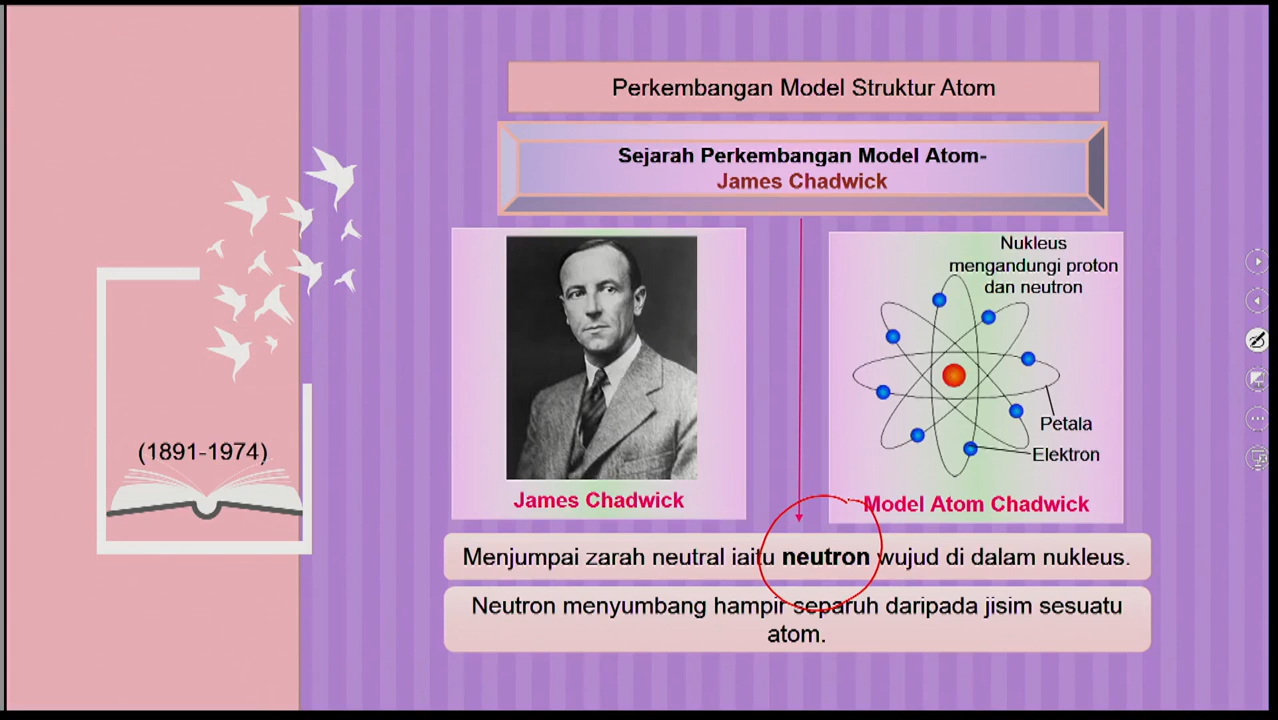 Perkembangan Model Struktur Atom
Sejarah Perkembangan Model Atom-
James Chadwick
(1891-1974)
James Chadwick
Nukleus
mengandungi proton
dan neutron
Petala
Elektron
Model Atom Chadwick
Menjumpai zarah neutral iaitu neutron wujud di dalam nukleus.
Neutron menyumbang hampir separuh daripada jisim sesuatu
atom.